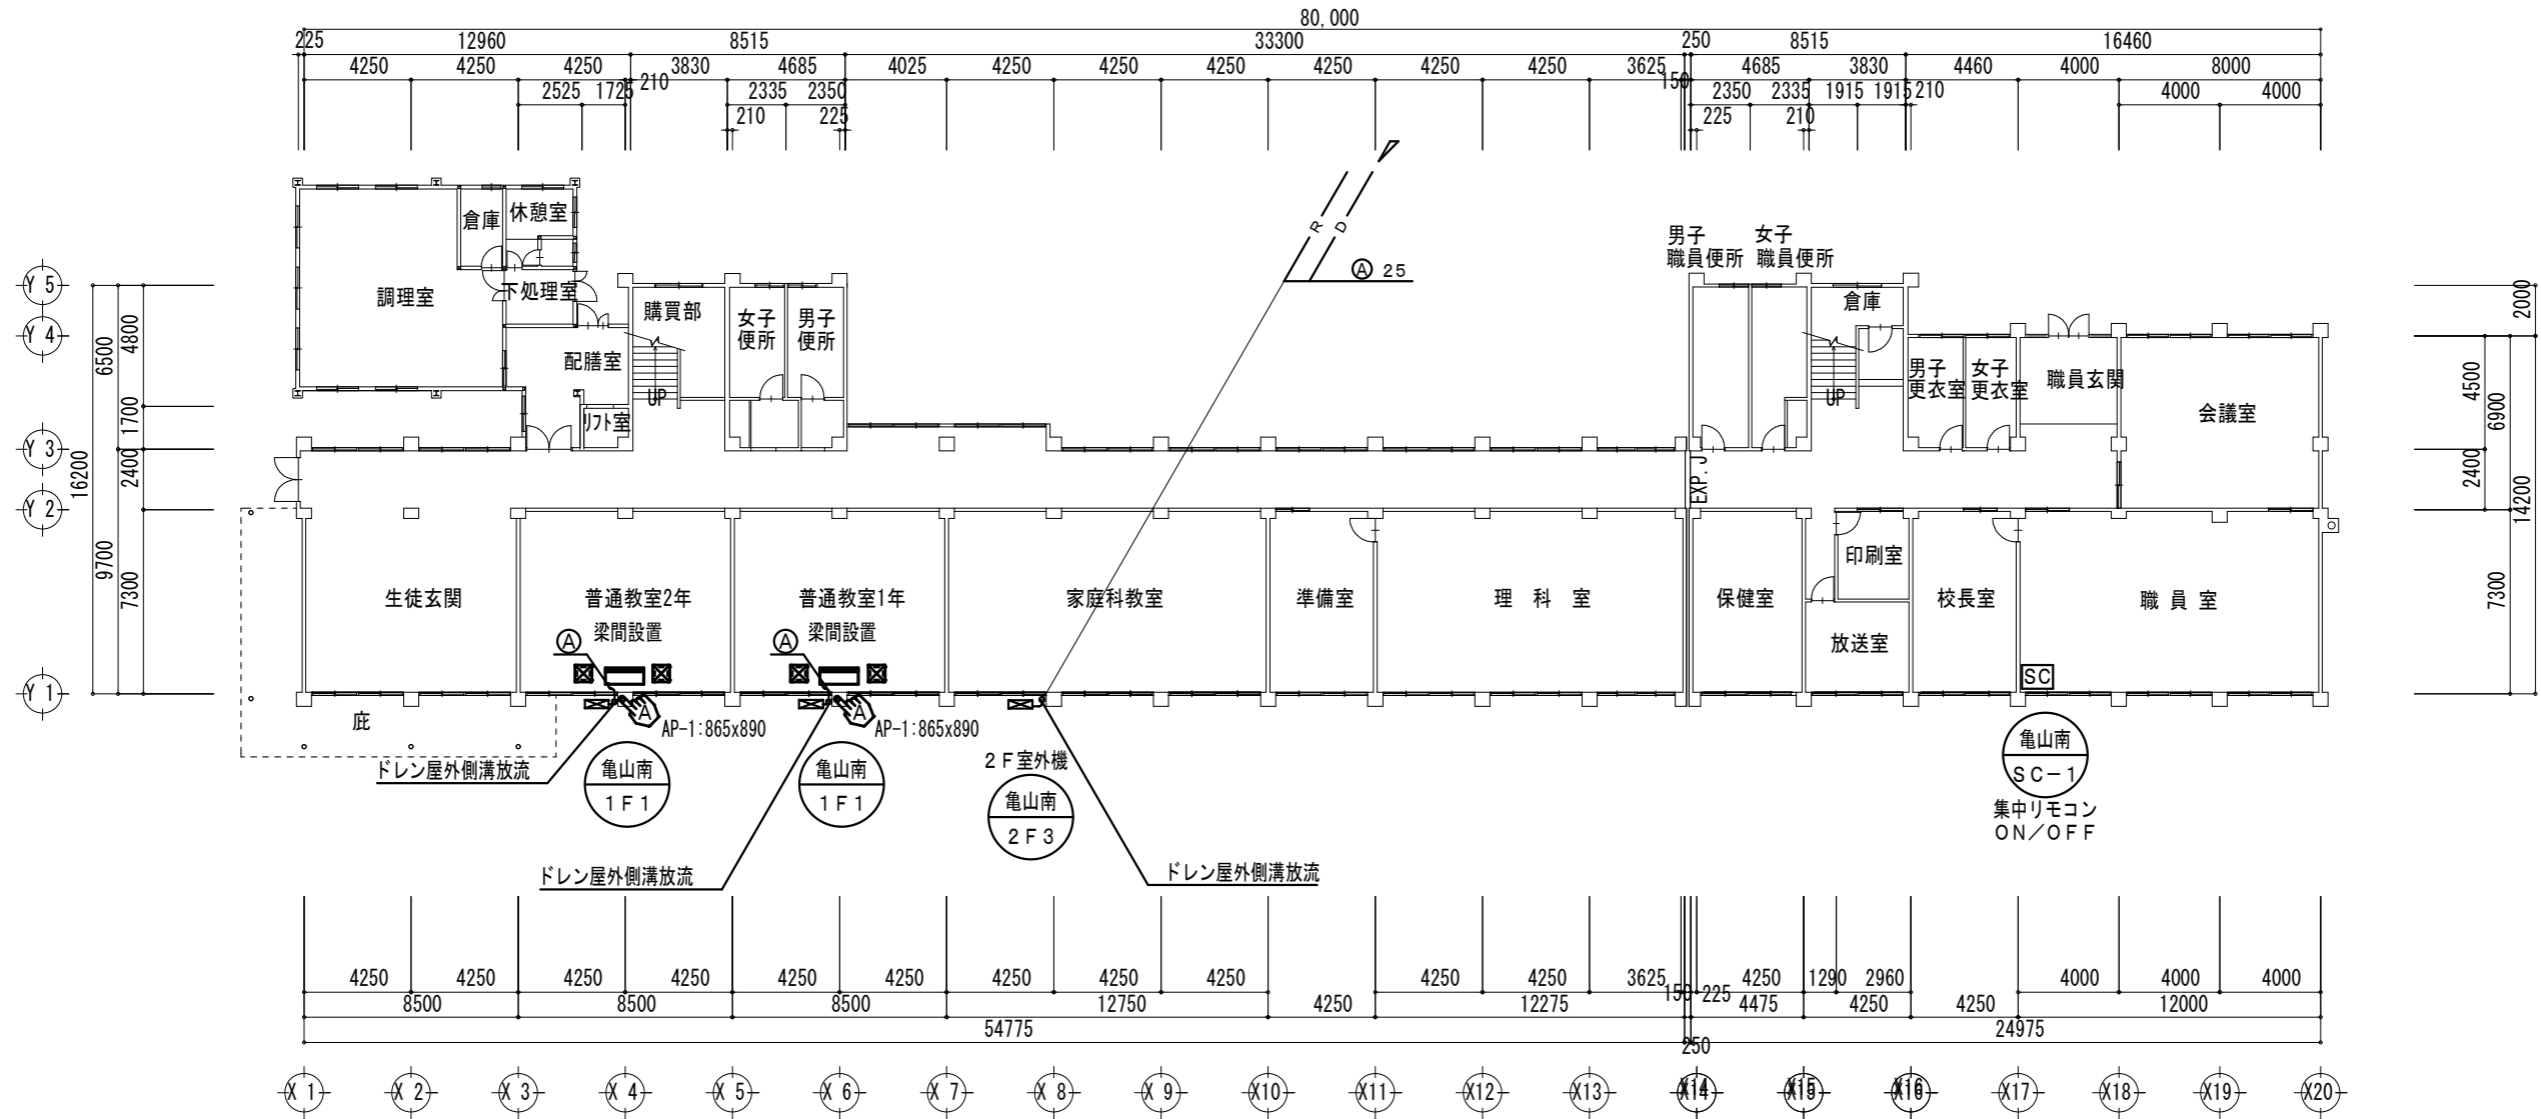 80,000
225 12960 8515 33300 250 8515 16460
4250 4250 4250 3830 4685 4025 4250 4250 4250 4250 4250 4250 3625 4685 3830 4460 4000 8000
2525 1725 210 2335 2350 150 2350 2335 1915 1915 210 4000 4000
210 225 225 210
R
D
Ⓐ 25
倉庫
休憩室
調理室
下処理室
購買部
女子
便所
男子
便所
配膳室
UP
リフト室
男子
職員便所
女子
職員便所
倉庫
UP
男子
更衣室
女子
更衣室
職員玄関
会議室
EXP.J
Y 5
Y 4
Y 3
Y 2
Y 1
16200
6500
9700
4800
1700
2400
7300
2000
4500
2400
6900
7300
14200
生徒玄関
普通教室2年
梁間設置
普通教室1年
梁間設置
家庭科教室
準備室
理 科 室
保健室
印刷室
放送室
校長室
職 員 室
SC
Ⓐ
Ⓐ
A
A
庇
AP-1:865x890
AP-1:865x890
ドレン屋外側溝放流
亀山南
1F1
亀山南
1F1
2F室外機
亀山南
2F3
亀山南
SC-1
集中リモコン
ON/OFF
ドレン屋外側溝放流
ドレン屋外側溝放流
4250 4250 4250 4250 4250 4250 4250 4250 4250 4250 4250 3625 4250 1290 2960 4000 4000 4000
8500 8500 8500 12750 4250 12275 150 225 4475 4250 4250 12000
54775 24975
250
X 1 X 2 X 3 X 4 X 5 X 6 X 7 X 8 X 9 X10 X11 X12 X13 X14 X15 X16 X17 X18 X19 X20